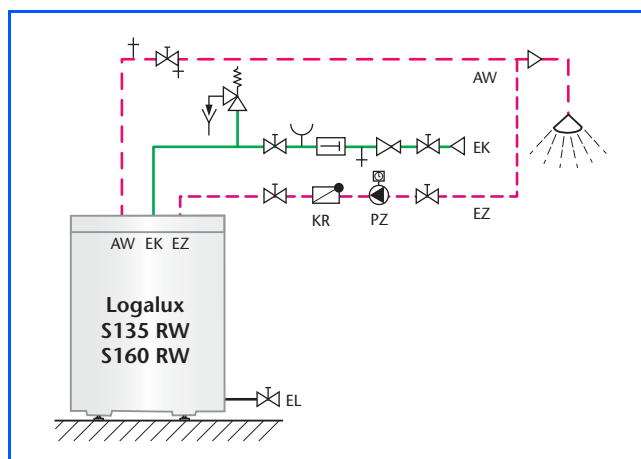 AW
EK
KR
PZ
EZ
AW EK EZ
Logalux
S135 RW
S160 RW
EL